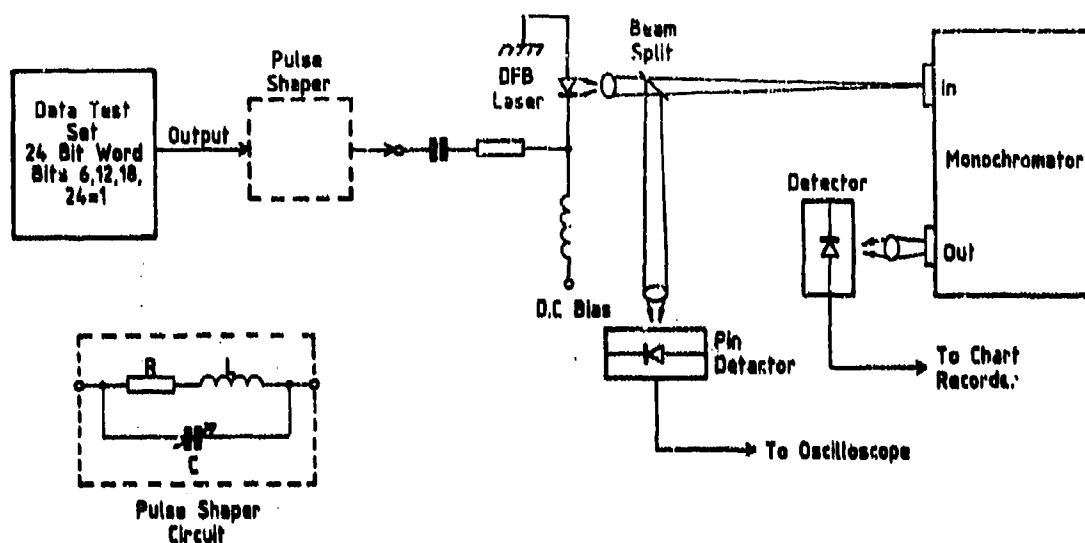 Data Test
Set
24 Bit Word
Bits 6,12,18,
24=1
Output
Pulse
Shaper
DFB
Laser
D.C Bias
Beam
Split
In
Monochromator
Out
Detector
To Chart
Recorder
Pin
Detector
To Oscilloscope
R
L
C
Pulse Shaper
Circuit